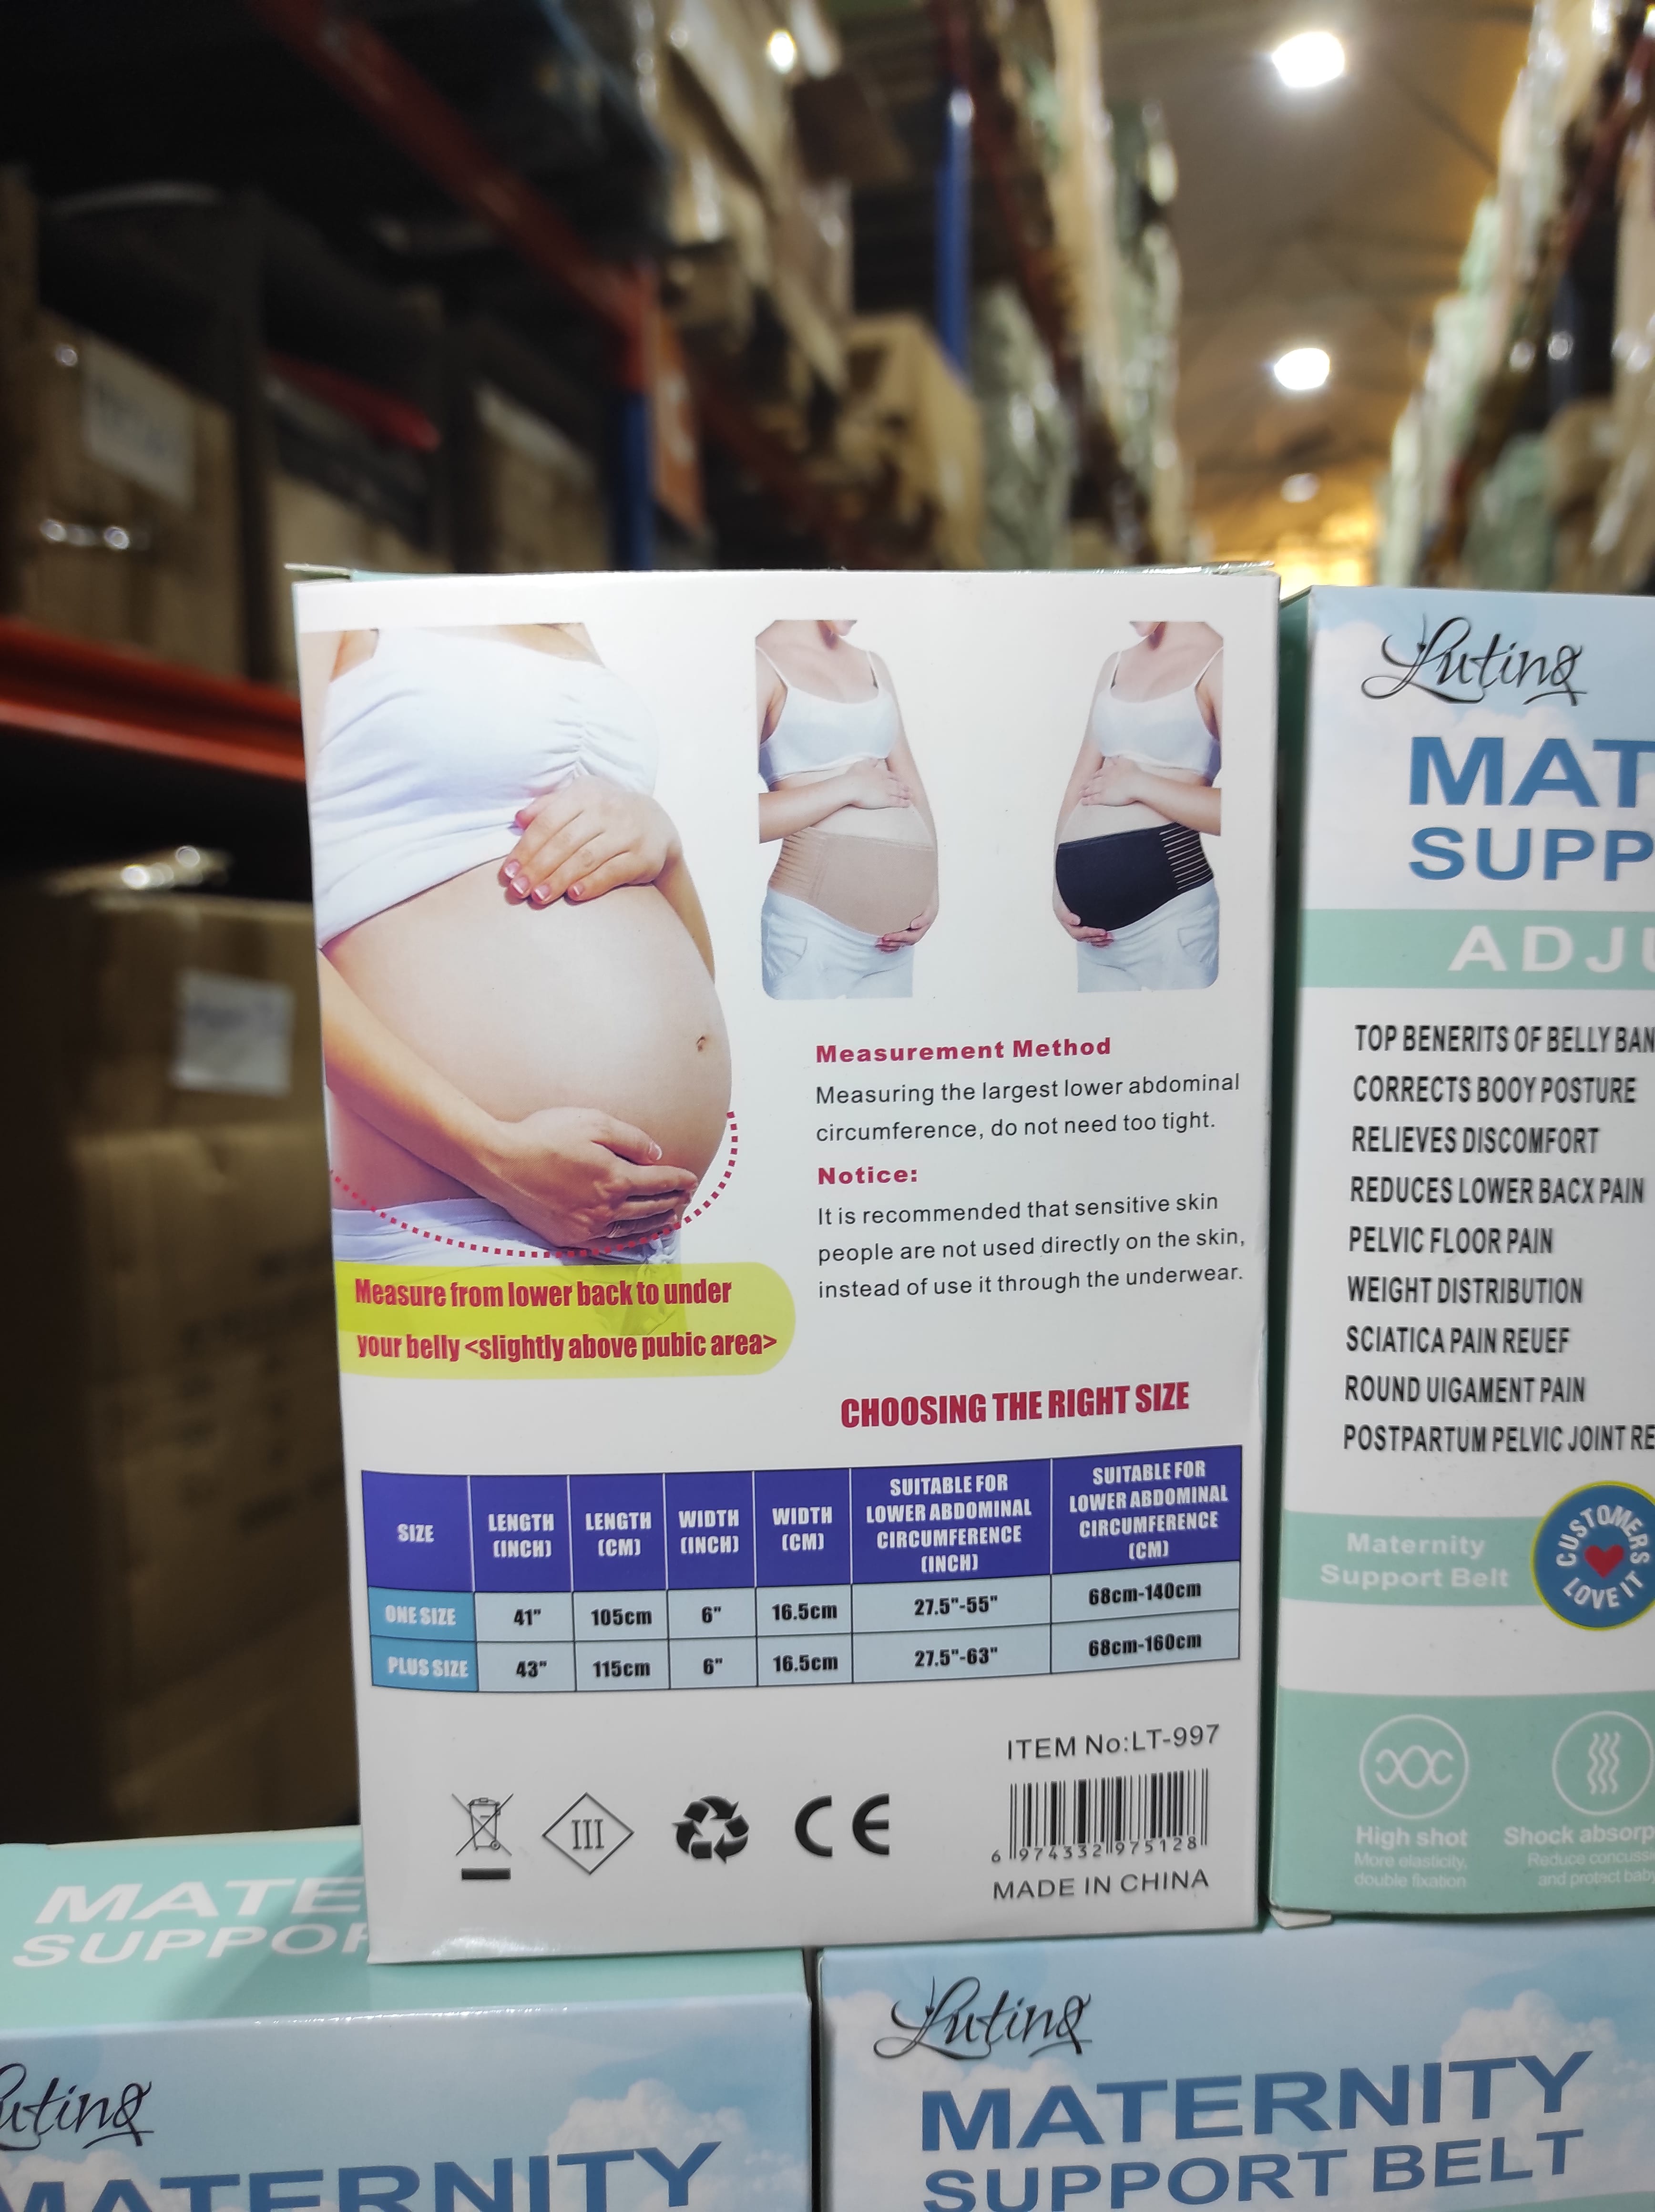 Measure from lower back to under
your belly <slightly above pubic area>
Measurement Method
Measuring the largest lower abdominal
circumference, do not need too tight.
Notice:
It is recommended that sensitive skin
people are not used directly on the skin,
instead of use it through the underwear.
CHOOSING THE RIGHT SIZE
SIZE LENGTH (INCH) LENGTH (CM) WIDTH (INCH) WIDTH (CM) SUITABLE FOR LOWER ABDOMINAL CIRCUMFERENCE (INCH) SUITABLE FOR LOWER ABDOMINAL CIRCUMFERENCE (CM)
ONE SIZE 41" 105cm 6" 16.5cm 27.5"-55" 68cm-140cm
PLUS SIZE 43" 115cm 6" 16.5cm 27.5"-63" 68cm-160cm
ITEM No:LT-997
III
CE
6 974332 975128
MADE IN CHINA
Luting
MAT
SUPP
ADJU
TOP BENERITS OF BELLY BAN
CORRECTS BOOY POSTURE
RELIEVES DISCOMFORT
REDUCES LOWER BACX PAIN
PELVIC FLOOR PAIN
WEIGHT DISTRIBUTION
SCIATICA PAIN REUEF
ROUND UIGAMENT PAIN
POSTPARTUM PELVIC JOINT RE
Maternity
Support Belt
CUSTOMERS
LOVE IT
High shot
More elasticity,
double fixation
Shock absorp
Reduce concussi
and protect baby
MATE
SUPPOR
uting
MATERNITY
Luting
MATERNITY
SUPPORT BELT